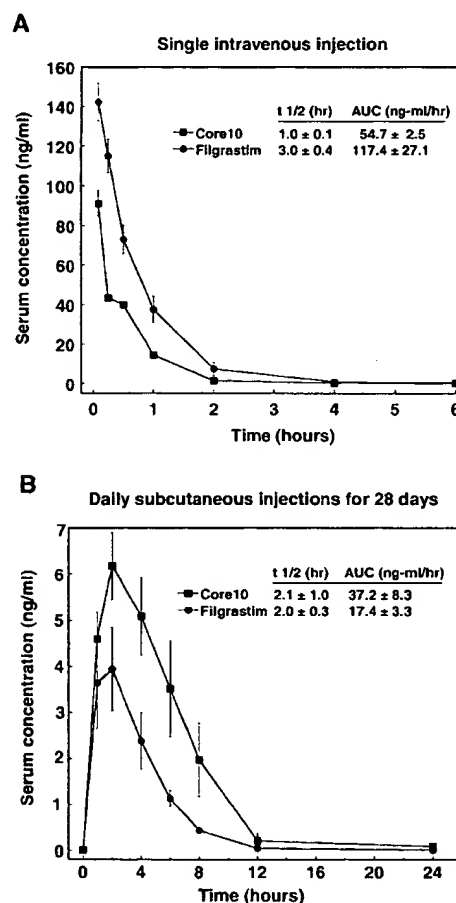 A
Single intravenous injection
Serum concentration (ng/ml)
160
140
120
100
80
60
40
20
0
t 1/2 (hr) AUC (ng-ml/hr)
Core10 1.0 ± 0.1 54.7 ± 2.5
Filgrastim 3.0 ± 0.4 117.4 ± 27.1
0 1 2 3 4 5 6
Time (hours)
B
Daily subcutaneous injections for 28 days
Serum concentration (ng/ml)
7
6
5
4
3
2
1
0
t 1/2 (hr) AUC (ng-ml/hr)
Core10 2.1 ± 1.0 37.2 ± 8.3
Filgrastim 2.0 ± 0.3 17.4 ± 3.3
0 4 8 12 16 20 24
Time (hours)